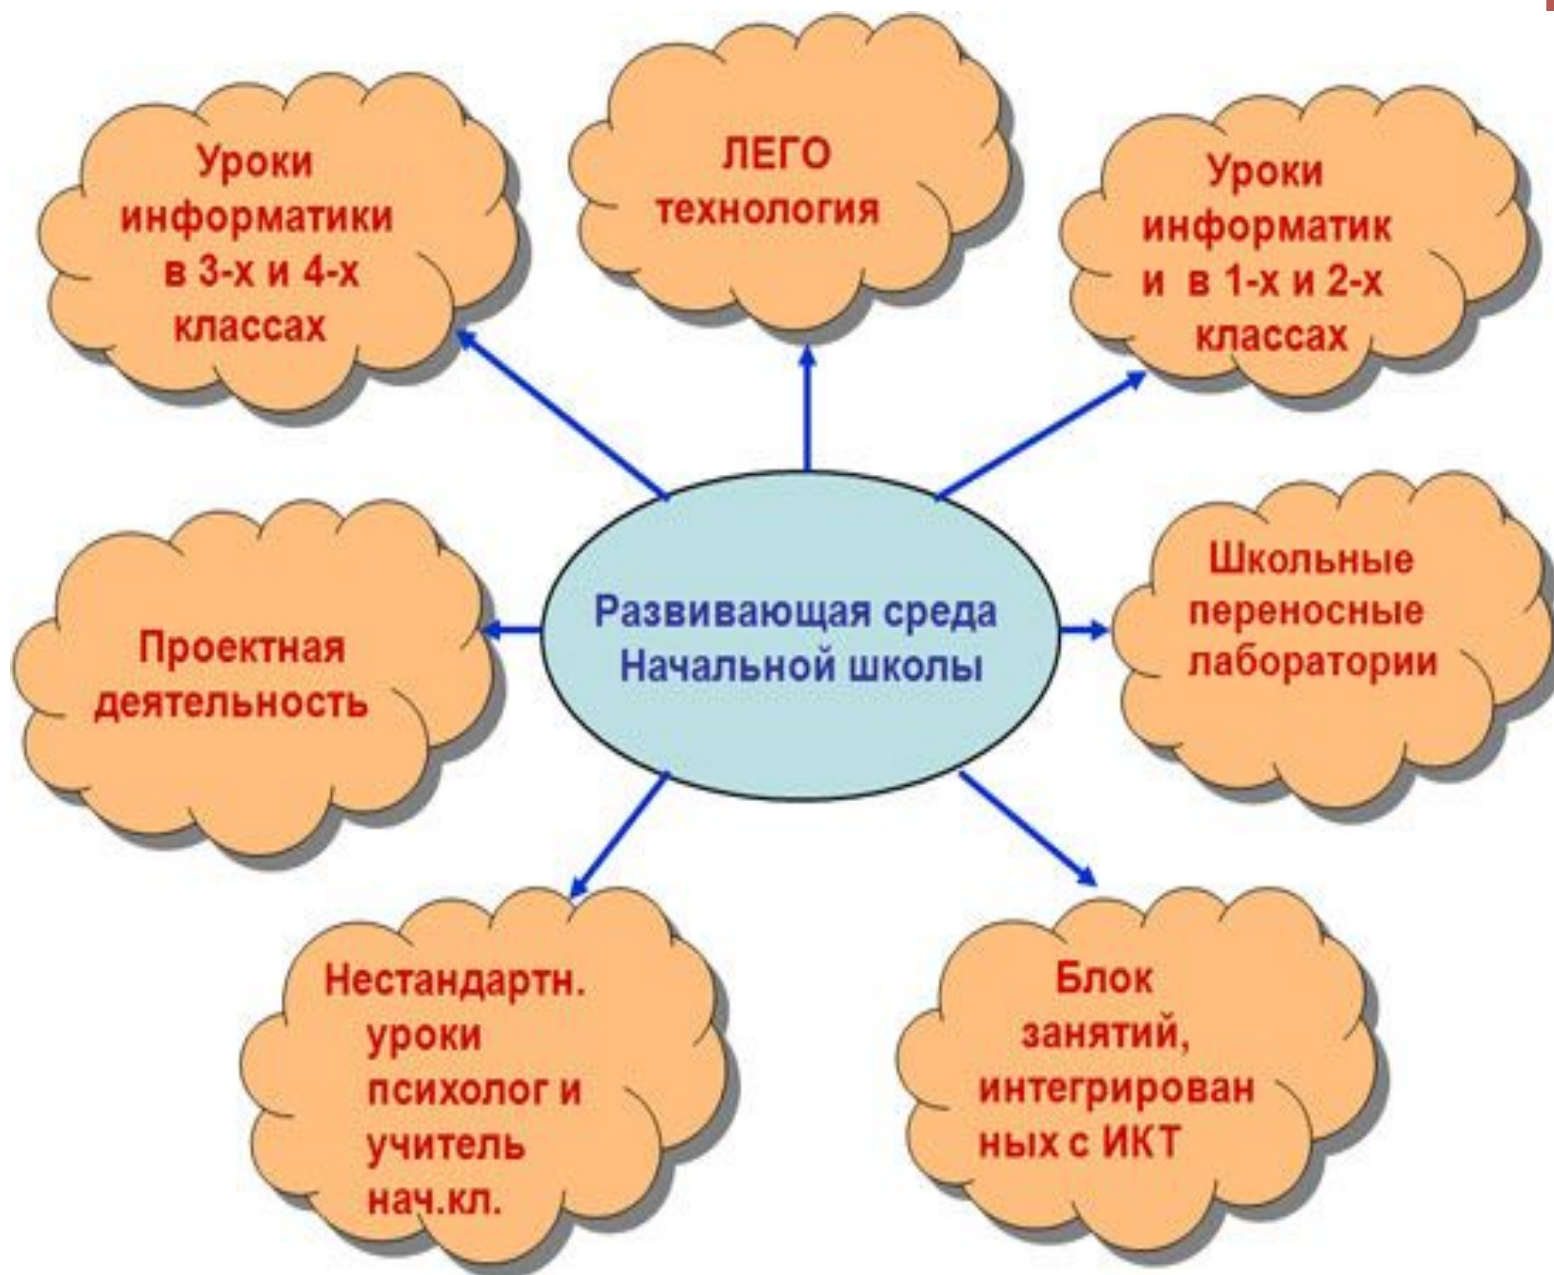 Уроки
информатики
в 3-х и 4-х
классах
ЛЕГО
технология
Уроки
информатик
и в 1-х и 2-х
классах
Проектная
деятельность
Развивающая среда
Начальной школы
Школьные
переносные
лаборатории
Нестандартн.
уроки
психолог и
учитель
нач.кл.
Блок
занятий,
интегрирован
ных с ИКТ